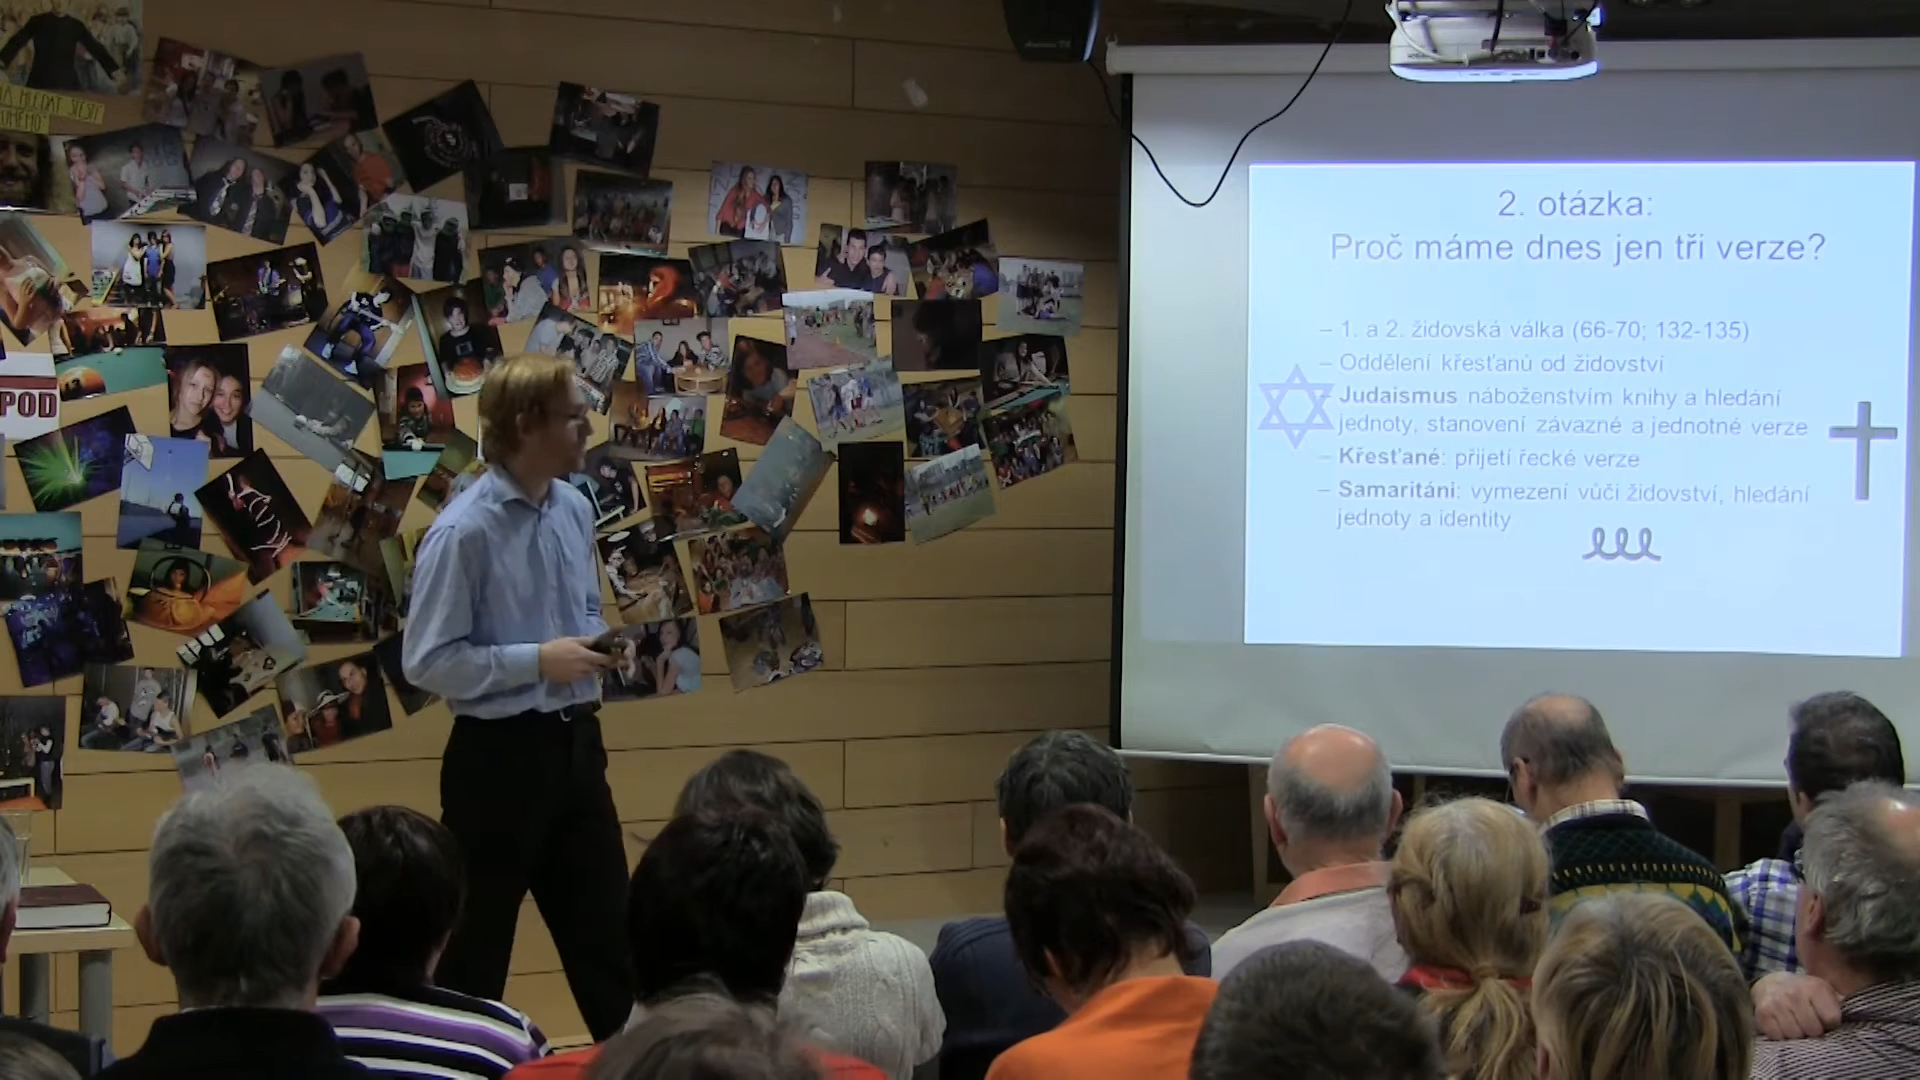 A HLEDAT ŠTĚSTÍ
POD
2. otázka:
Proč máme dnes jen tři verze?
– 1. a 2. židovská válka (66-70; 132-135)
– Oddělení křesťanů od židovství
Judaismus náboženstvím knihy a hledání
jednoty, stanovení závazné a jednotné verze
– Křesťané: přijetí řecké verze
– Samaritáni: vymezení vůči židovství, hledání
jednoty a identity